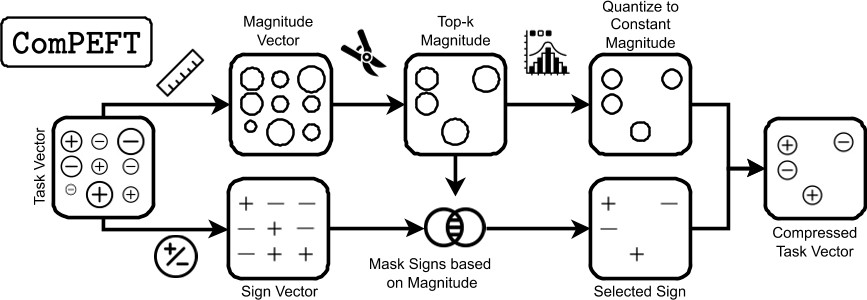 ComPEFT
Magnitude
Vector
Top-k
Magnitude
Quantize to
Constant
Magnitude
Task Vector
+ − −
− + −
− + +
+ − −
− + −
− + +
Sign Vector
+/−
Mask Signs based
on Magnitude
+ −
−
+
Selected Sign
+ −
−
+
Compressed
Task Vector